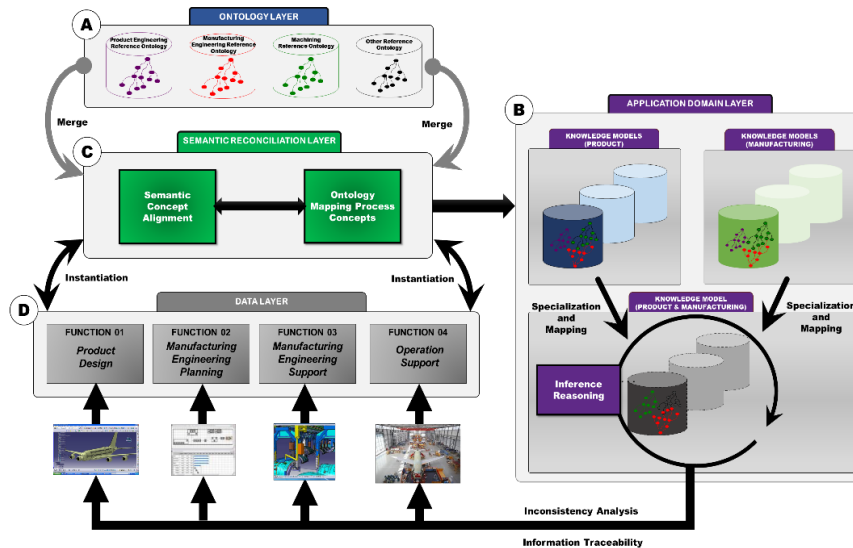 A
ONTOLOGY LAYER
Product Engineering
Reference Ontology
Manufacturing
Engineering Reference
Ontology
Machining
Reference Ontology
Other Reference
Ontology
Merge
Merge
C
SEMANTIC RECONCILIATION LAYER
Semantic
Concept
Alignment
Ontology
Mapping Process
Concepts
Instantiation
Instantiation
D
DATA LAYER
FUNCTION 01
Product
Design
FUNCTION 02
Manufacturing
Engineering
Planning
FUNCTION 03
Manufacturing
Engineering
Support
FUNCTION 04
Operation
Support
B
APPLICATION DOMAIN LAYER
KNOWLEDGE MODELS
(PRODUCT)
KNOWLEDGE MODELS
(MANUFACTURING)
Specialization
and
Mapping
KNOWLEDGE MODEL
(PRODUCT & MANUFACTURING)
Specialization
and
Mapping
Inference
Reasoning
Inconsistency Analysis
Information Traceability